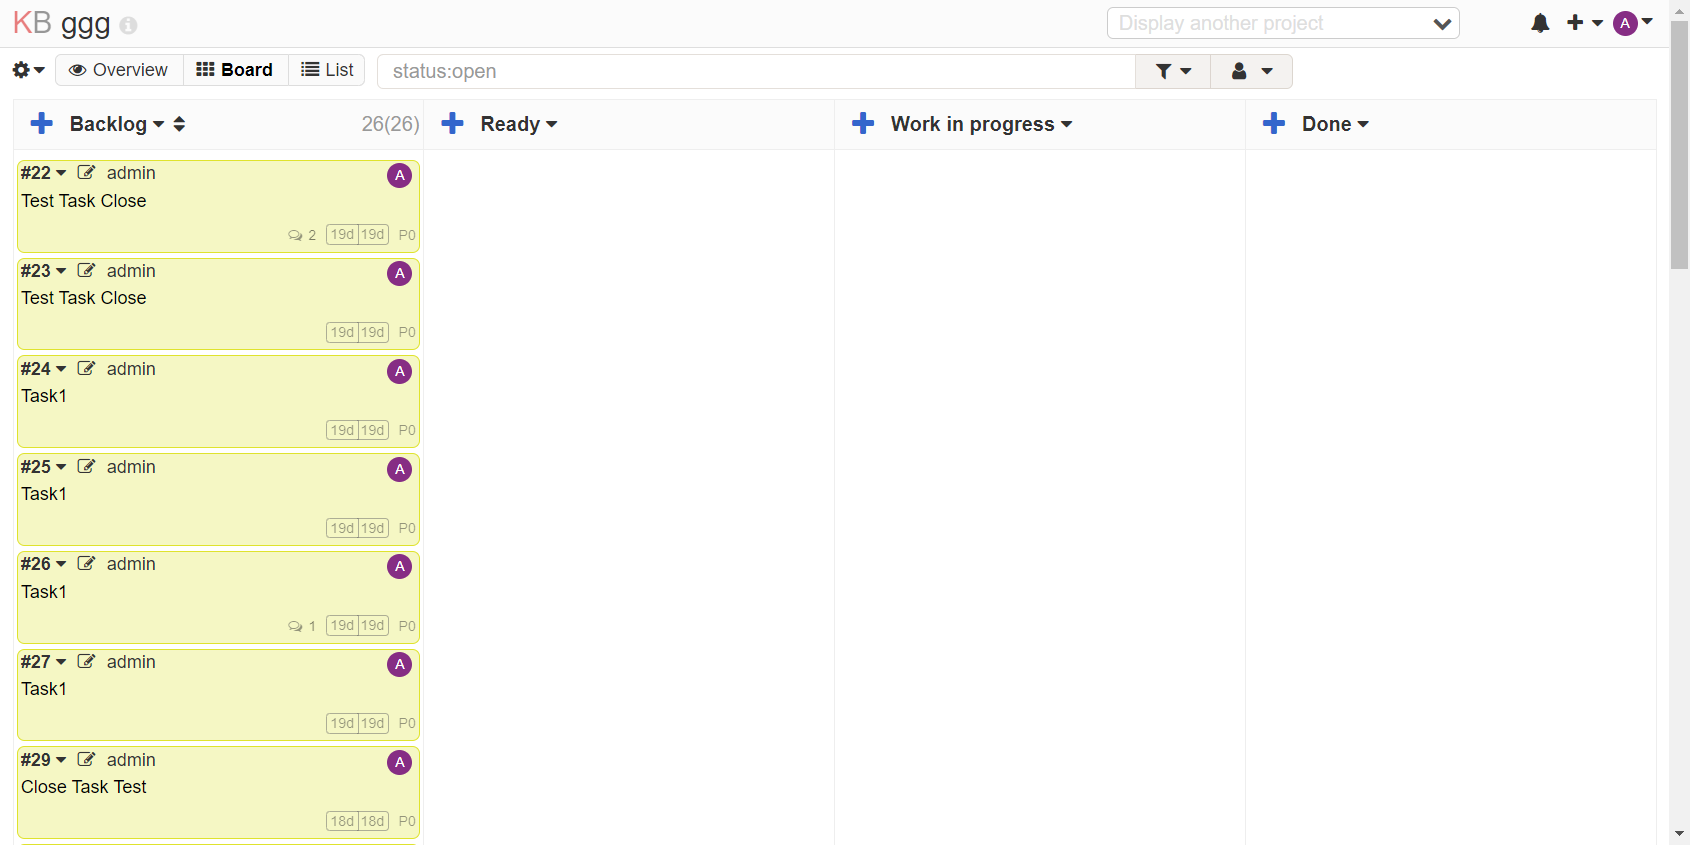 KB ggg
Display another project
A
Overview
Board
List
status:open
Backlog
26(26)
Ready
Work in progress
Done
#22 admin A
Test Task Close
2 19d 19d P0
#23 admin A
Test Task Close
19d 19d P0
#24 admin A
Task1
19d 19d P0
#25 admin A
Task1
19d 19d P0
#26 admin A
Task1
1 19d 19d P0
#27 admin A
Task1
19d 19d P0
#29 admin A
Close Task Test
18d 18d P0